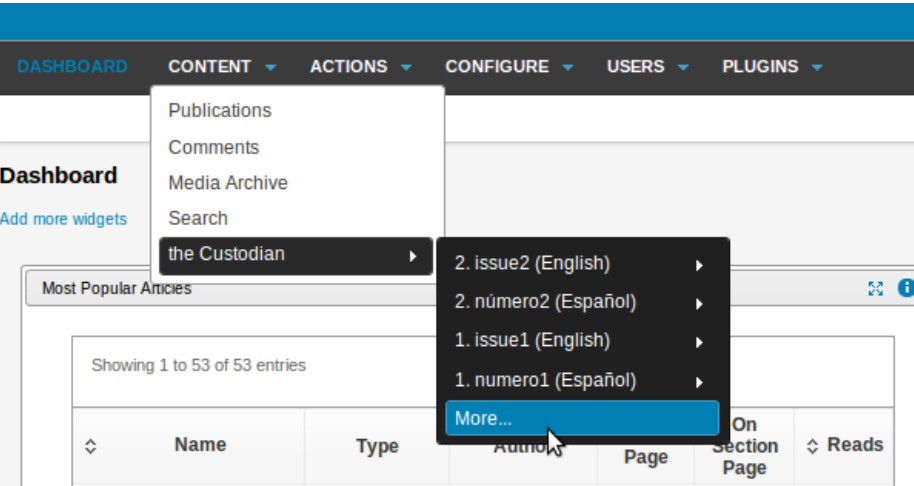 DASHBOARD CONTENT ACTIONS CONFIGURE USERS PLUGINS
Publications
Comments
Dashboard
Media Archive
Add more widgets
Search
the Custodian
2. issue2 (English)
Most Popular Articles
2. número2 (Español)
1. issue1 (English)
Showing 1 to 53 of 53 entries
1. numero1 (Español)
More...
Name Type Author Page On Section Page Reads